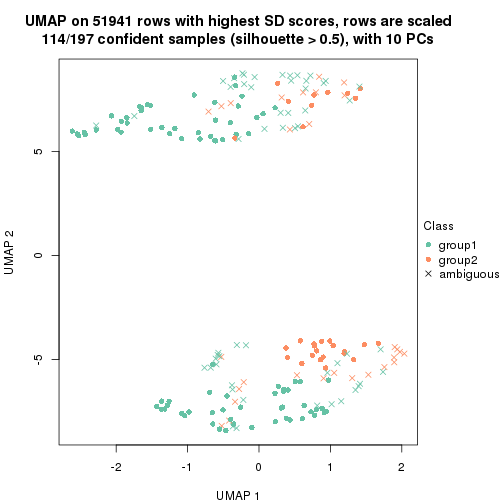 UMAP on 51941 rows with highest SD scores, rows are scaled
114/197 confident samples (silhouette > 0.5), with 10 PCs
5
0
-5
UMAP 2
-2
-1
0
1
2
UMAP 1
Class
group1
group2
ambiguous